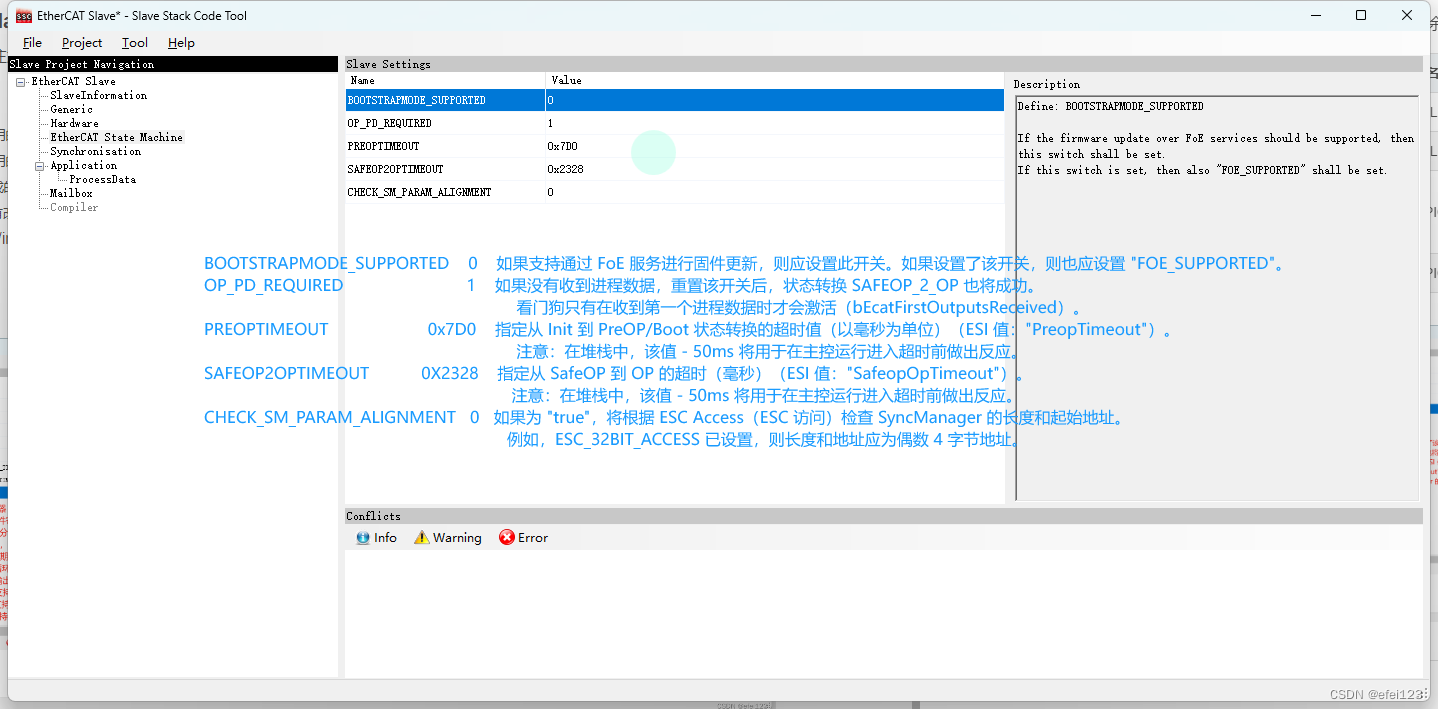 EtherCAT Slave* - Slave Stack Code Tool
File Project Tool Help
Slave Project Navigation
EtherCAT Slave
SlaveInformation
Generic
Hardware
EtherCAT State Machine
Synchronisation
Application
ProcessData
Mailbox
Compiler
Slave Settings
Name Value
BOOTSTRAPMODE_SUPPORTED 0
OP_PD_REQUIRED 1
PREOPTIMEOUT 0x7D0
SAFEOP2OPTIMEOUT 0x2328
CHECK_SM_PARAM_ALIGNMENT 0
Description
Define: BOOTSTRAPMODE_SUPPORTED
If the firmware update over FoE services should be supported, then
this switch shall be set.
If this switch is set, then also "FOE_SUPPORTED" shall be set.
BOOTSTRAPMODE_SUPPORTED 0 如果支持通过 FoE 服务进行固件更新，则应设置此开关。如果设置了该开关，则也应设置 "FOE_SUPPORTED"。
OP_PD_REQUIRED 1 如果没有收到进程数据，重置该开关后，状态转换 SAFEOP_2_OP 也将成功。
看门狗只有在收到第一个进程数据时才会激活（bEcatFirstOutputsReceived）。
PREOPTIMEOUT 0x7D0 指定从 Init 到 PreOP/Boot 状态转换的超时值（以毫秒为单位）（ESI 值："PreopTimeout"）。
注意：在堆栈中，该值 - 50ms 将用于在主控运行进入超时前做出反应。
SAFEOP2OPTIMEOUT 0X2328 指定从 SafeOP 到 OP 的超时（毫秒）（ESI 值："SafeopOpTimeout"）。
注意：在堆栈中，该值 - 50ms 将用于在主控运行进入超时前做出反应。
CHECK_SM_PARAM_ALIGNMENT 0 如果为 "true"，将根据 ESC Access（ESC 访问）检查 SyncManager 的长度和起始地址。
例如，ESC_32BIT_ACCESS 已设置，则长度和地址应为偶数 4 字节地址。
Conflicts
Info Warning Error
CSDN @efei123